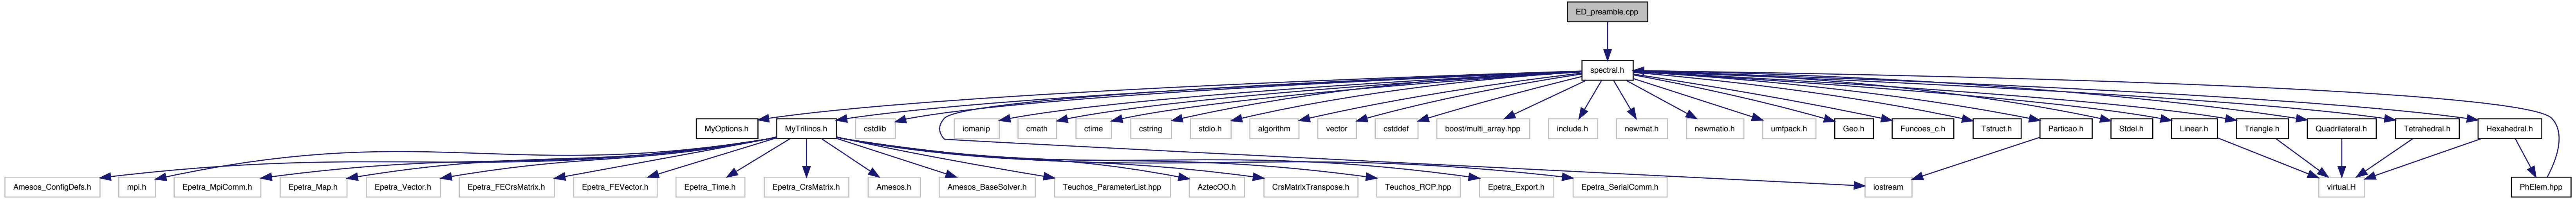 ED_preamble.cpp
spectral.h
MyOptions.h
MyTrilinos.h
cstdlib
iomanip
cmath
ctime
cstring
stdio.h
algorithm
vector
cstddef
boost/multi_array.hpp
include.h
newmat.h
newmatio.h
umfpack.h
Geo.h
Funcoes_c.h
Tstruct.h
Particao.h
Stdel.h
Linear.h
Triangle.h
Quadrilateral.h
Tetrahedral.h
Hexahedral.h
Amesos_ConfigDefs.h
mpi.h
Epetra_MpiComm.h
Epetra_Map.h
Epetra_Vector.h
Epetra_FECrsMatrix.h
Epetra_FEVector.h
Epetra_Time.h
Epetra_CrsMatrix.h
Amesos.h
Amesos_BaseSolver.h
Teuchos_ParameterList.hpp
AztecOO.h
CrsMatrixTranspose.h
Teuchos_RCP.hpp
Epetra_Export.h
Epetra_SerialComm.h
iostream
virtual.H
PhElem.hpp